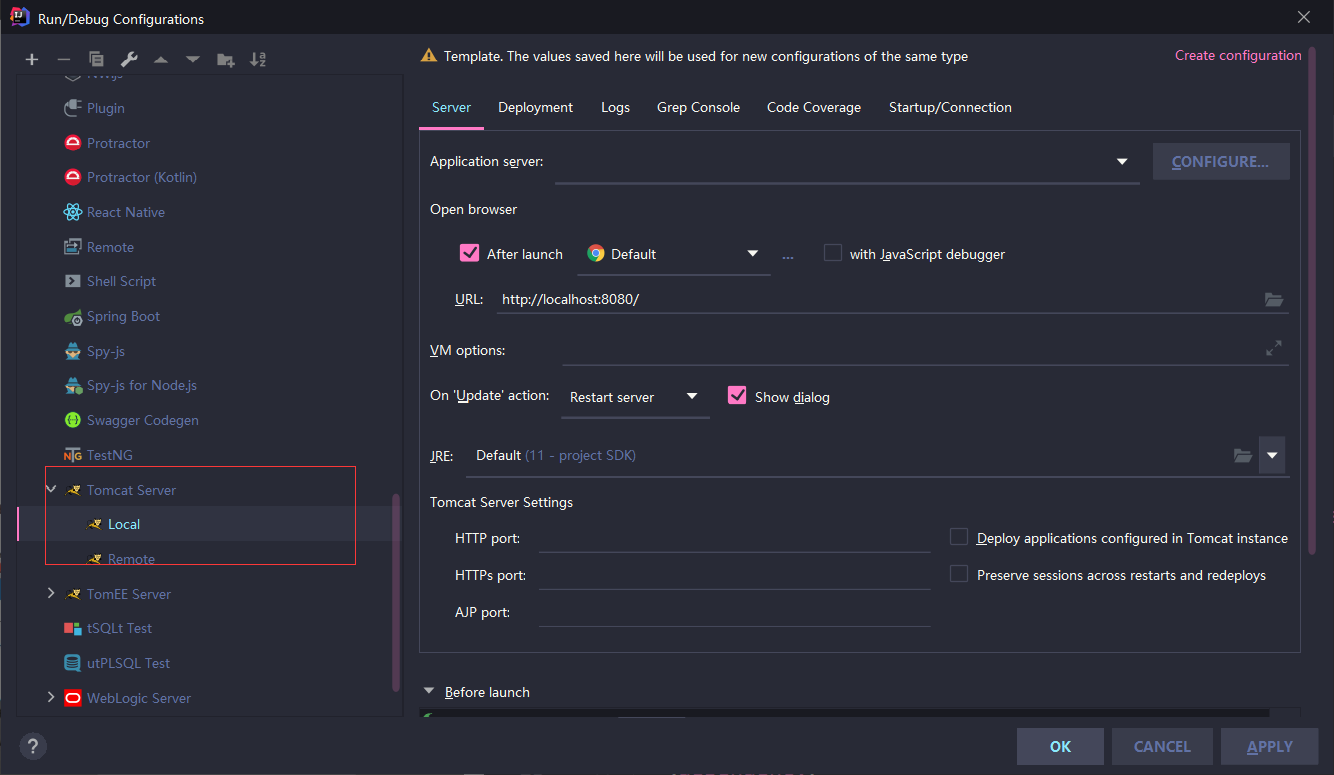 Run/Debug Configurations
Template. The values saved here will be used for new configurations of the same type
Create configuration
Plugin
Protractor
Protractor (Kotlin)
React Native
Remote
Shell Script
Spring Boot
Spy-js
Spy-js for Node.js
Swagger Codegen
TestNG
Tomcat Server
Local
Remote
TomEE Server
tSQLt Test
utPLSQL Test
WebLogic Server
Server Deployment Logs Grep Console Code Coverage Startup/Connection
Application server:
CONFIGURE...
Open browser
After launch Default ... with JavaScript debugger
URL: http://localhost:8080/
VM options:
On 'Update' action: Restart server Show dialog
JRE: Default (11 - project SDK)
Tomcat Server Settings
HTTP port: Deploy applications configured in Tomcat instance
HTTPs port: Preserve sessions across restarts and redeploys
AJP port:
Before launch
? OK CANCEL APPLY